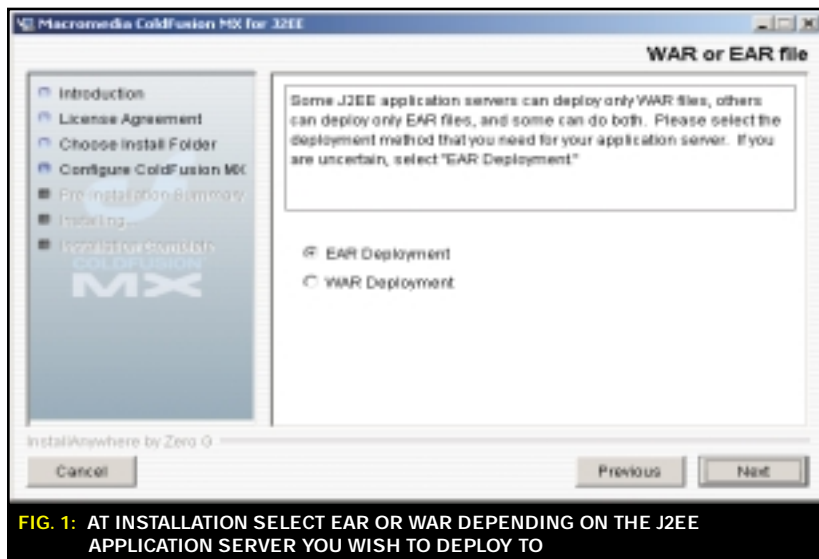 Macromedia ColdFusion MX for J2EE
WAR or EAR file
Introduction
License Agreement
Choose Install Folder
Configure ColdFusion MX
Pre-Installation Summary
Installing...
Installation Complete
COLDFUSION
MX
Some J2EE application servers can deploy only WAR files, others
can deploy only EAR files, and some can do both. Please select the
deployment method that you need for your application server. If you
are uncertain, select "EAR Deployment"
EAR Deployment
WAR Deployment
InstallAnywhere by Zero G
Cancel
Previous
Next
FIG. 1: AT INSTALLATION SELECT EAR OR WAR DEPENDING ON THE J2EE
APPLICATION SERVER YOU WISH TO DEPLOY TO